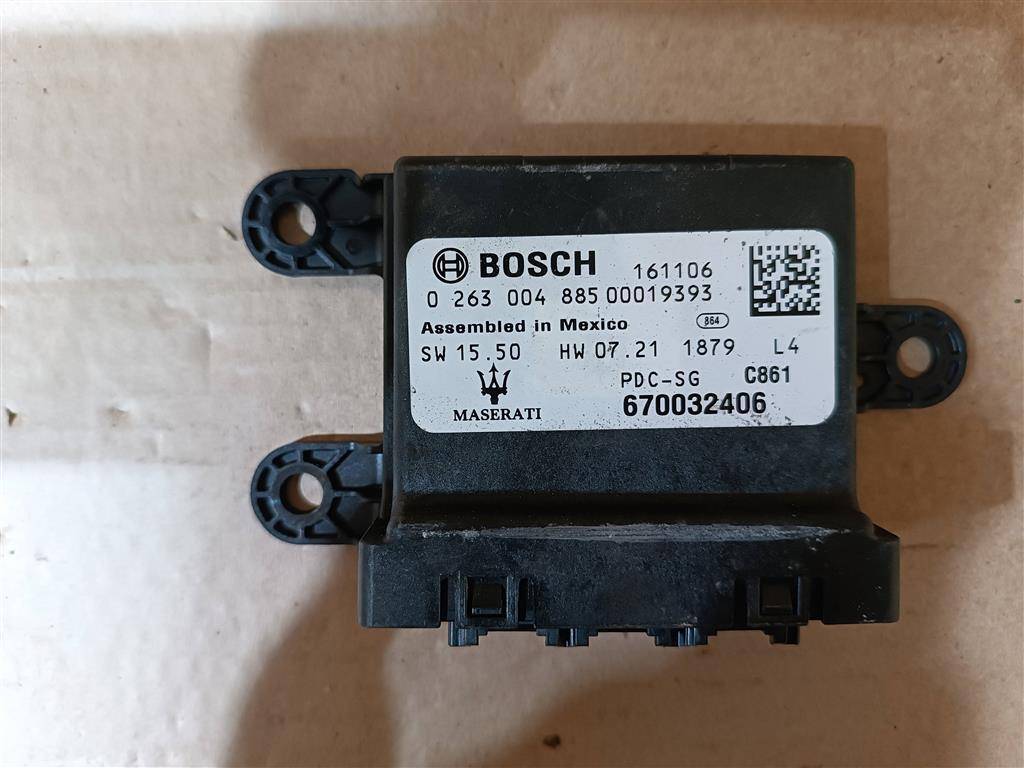 BOSCH 161106
0 263 004 885 00019393
Assembled in Mexico 864
SW 15.50 HW 07.21 1879 L4
PDC-SG C861
MASERATI 670032406